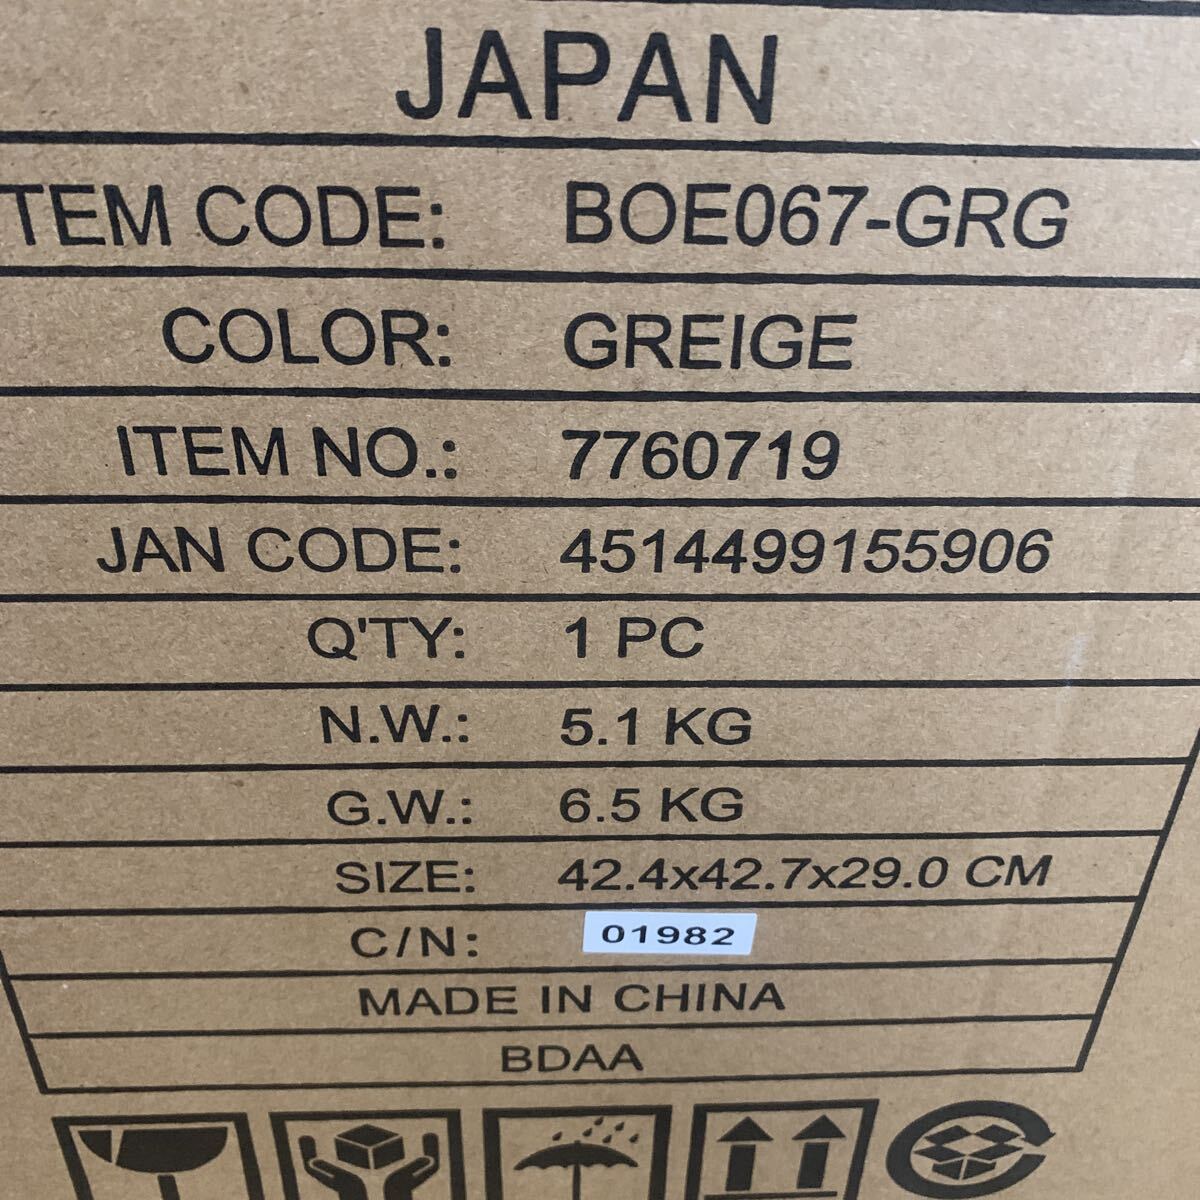 JAPAN
TEM CODE: BOE067-GRG
COLOR: GREIGE
ITEM NO.: 7760719
JAN CODE: 4514499155906
Q'TY: 1 PC
N.W.: 5.1 KG
G.W.: 6.5 KG
SIZE: 42.4x42.7x29.0 CM
C/N: 01982
MADE IN CHINA
BDAA